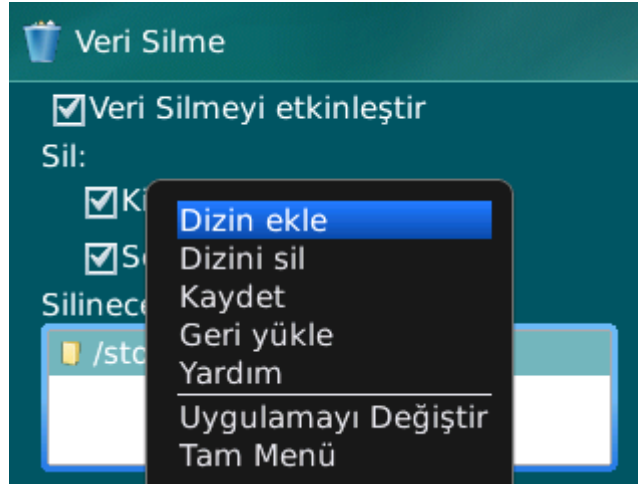 Veri Silme
Veri Silmeyi etkinleştir
Sil:
Dizin ekle
Dizini sil
Kaydet
Geri yükle
Yardım
Uygulamayı Değiştir
Tam Menü